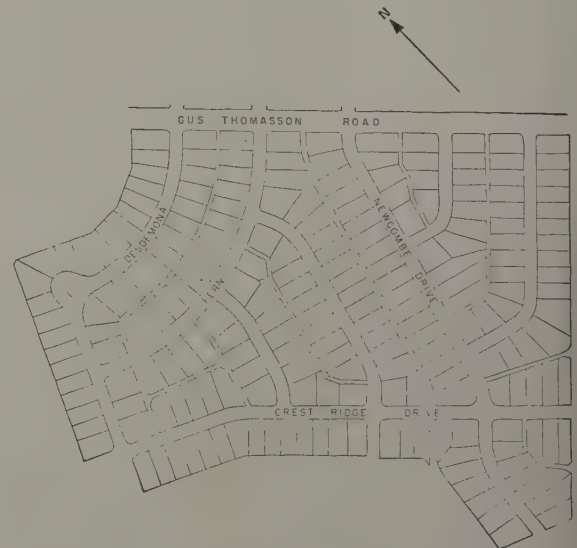 N
GUS THOMASSON ROAD
DESDEMONA
NEWCOMBE DRIVE
CREST RIDGE DRIVE